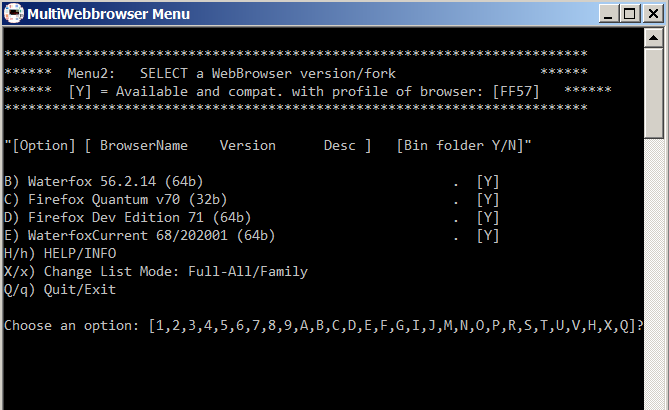 MultiWebbrowser Menu
*************************************************************************
****** Menu2: SELECT a WebBrowser version/fork ******
****** [Y] = Available and compat. with profile of browser: [FF57] ******
*************************************************************************
"[Option] [ BrowserName Version Desc ] [Bin folder Y/N]"
B) Waterfox 56.2.14 (64b) . [Y]
C) Firefox Quantum v70 (32b) . [Y]
D) Firefox Dev Edition 71 (64b) . [Y]
E) WaterfoxCurrent 68/202001 (64b) . [Y]
H/h) HELP/INFO
X/x) Change List Mode: Full-All/Family
Q/q) Quit/Exit
Choose an option: [1,2,3,4,5,6,7,8,9,A,B,C,D,E,F,G,I,J,M,N,O,P,R,S,T,U,V,H,X,Q]?